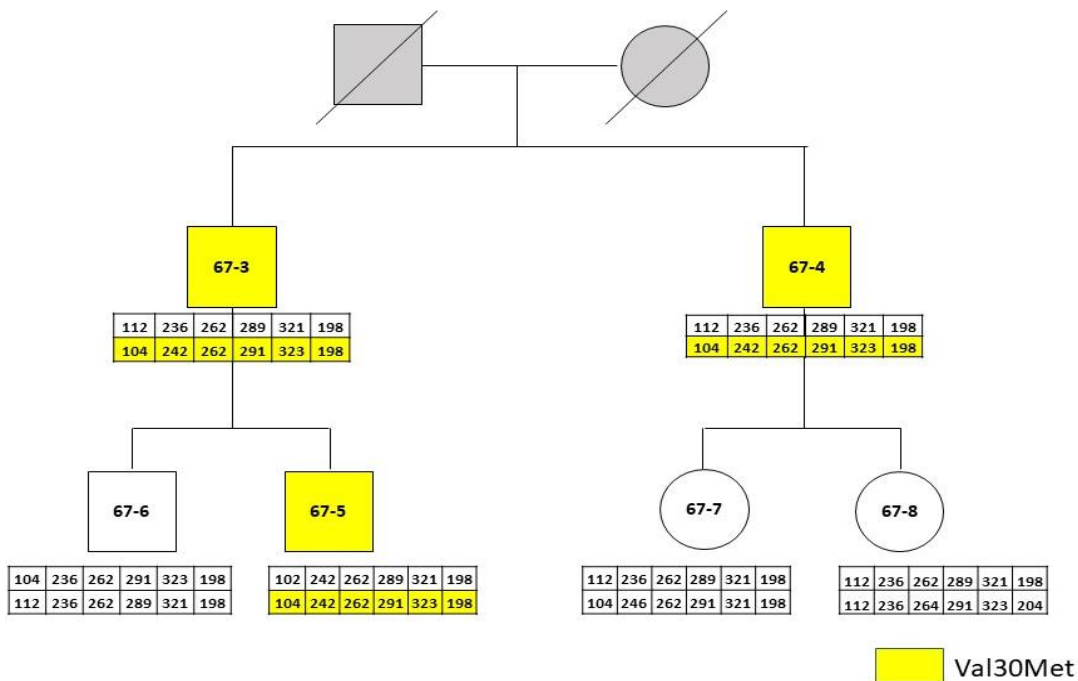 67-3
67-4
112 236 262 289 321 198
104 242 262 291 323 198
112 236 262 289 321 198
104 242 262 291 323 198
67-6
67-5
67-7
67-8
104 236 262 291 323 198
112 236 262 289 321 198
102 242 262 289 321 198
104 242 262 291 323 198
112 236 262 289 321 198
104 246 262 291 321 198
112 236 262 289 321 198
112 236 264 291 323 204
Val30Met